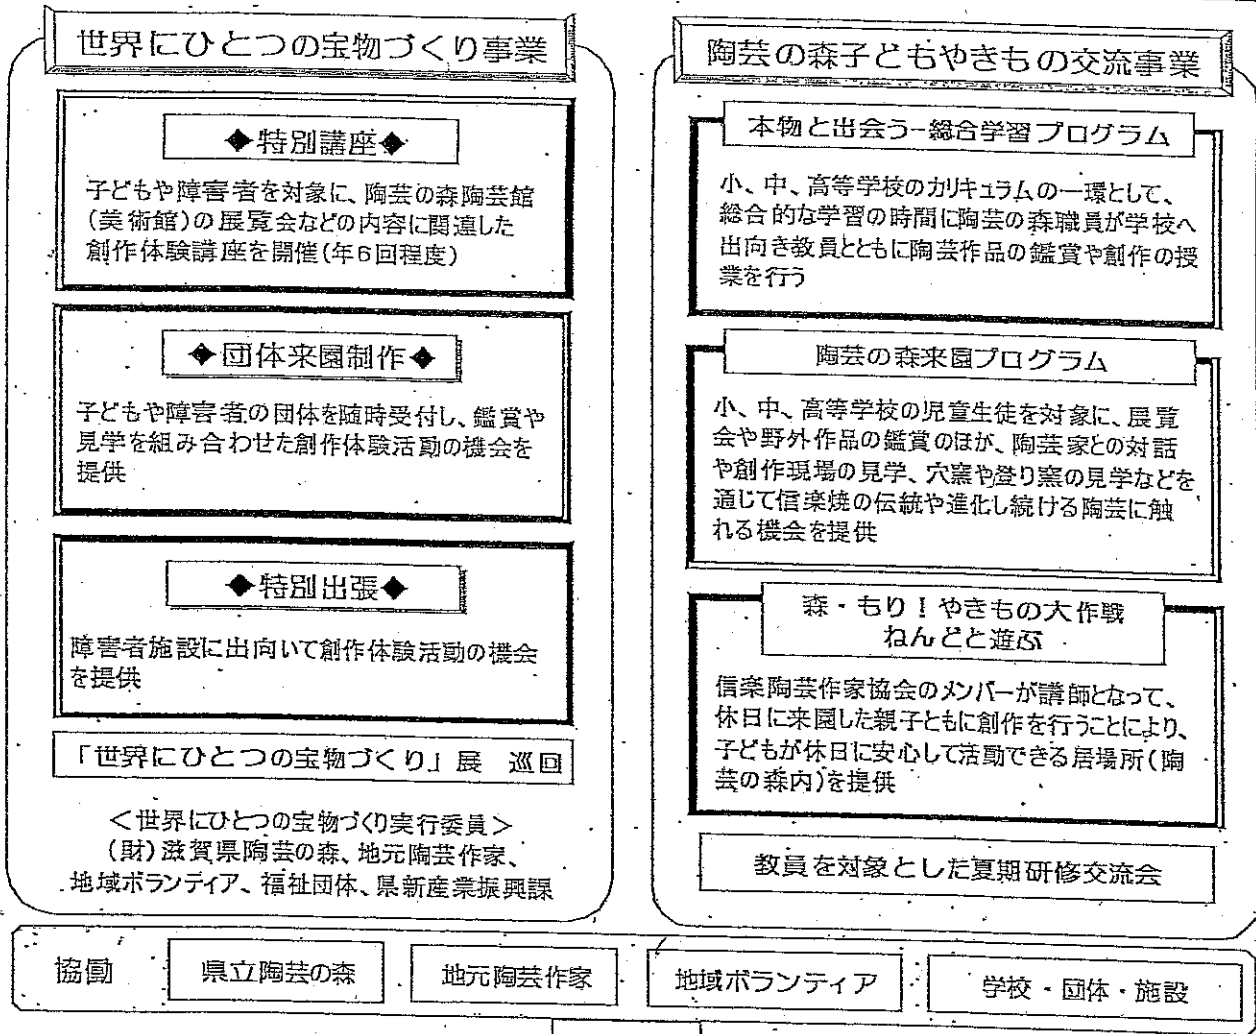 世界にひとつの宝物づくり事業
◆特別講座◆
子どもや障害者を対象に、陶芸の森陶芸館
(美術館)の展覧会などの内容に関連した
創作体験講座を開催(年6回程度)
◆団体来園制作◆
子どもや障害者の団体を随時受付し、鑑賞や
見学を組み合わせた創作体験活動の機会を
提供
◆特別出張◆
障害者施設に出向いて創作体験活動の機会
を提供
「世界にひとつの宝物づくり」展 巡回
<世界にひとつの宝物づくり実行委員>
(財)滋賀県陶芸の森、地元陶芸作家、
地域ボランティア、福祉団体、県新産業振興課
陶芸の森子どもやきもの交流事業
本物と出会う-総合学習プログラム
小、中、高等学校のカリキュラムの一環として、
総合的な学習の時間に陶芸の森職員が学校へ
出向き教員とともに陶芸作品の鑑賞や創作の授
業を行う
陶芸の森来園プログラム
小、中、高等学校の児童生徒を対象に、展覧
会や野外作品の鑑賞のほか、陶芸家との対話
や創作現場の見学、穴窯や登り窯の見学などを
通じて信楽焼の伝統や進化し続ける陶芸に触
れる機会を提供
森・もり!やきもの大作戦
ねんどと遊ぶ
信楽陶芸作家協会のメンバーが講師となって、
休日に来園した親子ともに創作を行うことにより、
子どもが休日に安心して活動できる居場所(陶
芸の森内)を提供
教員を対象とした夏期研修交流会
協働
県立陶芸の森
地元陶芸作家
地域ボランティア
学校・団体・施設